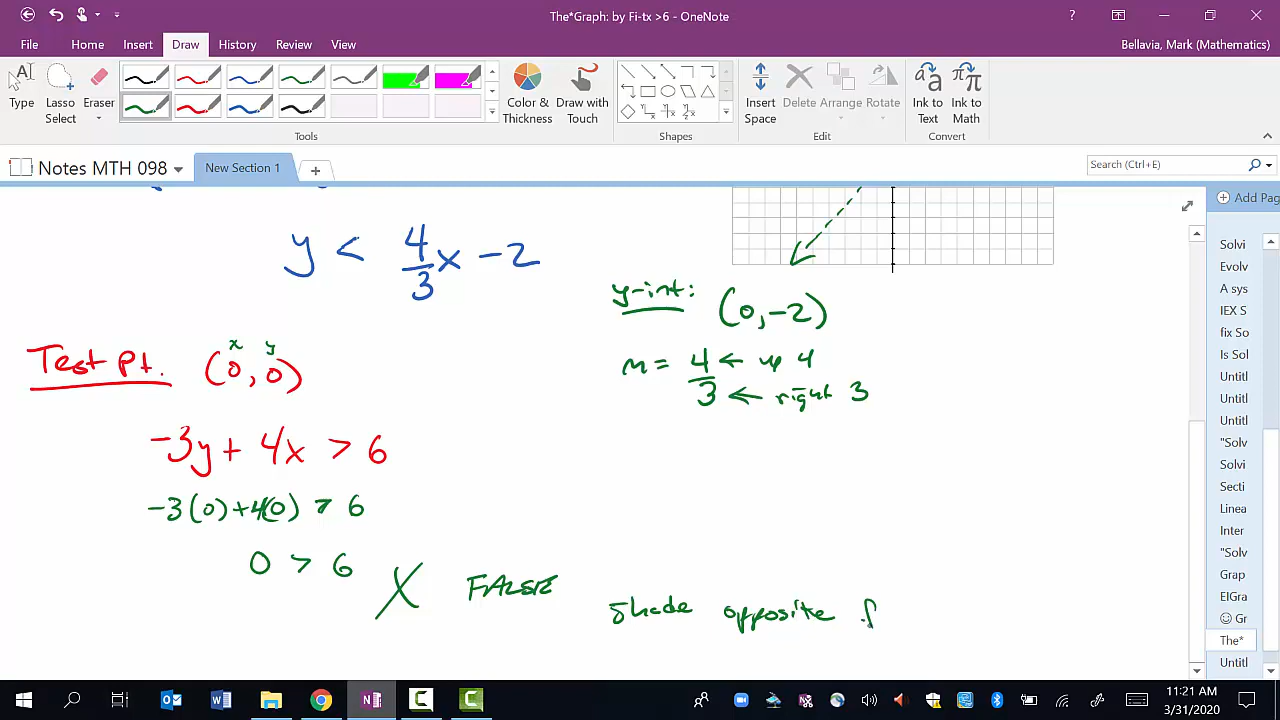 The*Graph: by Fi-tx >6 - OneNote
File Home Insert Draw History Review View
Bellavia, Mark (Mathematics)
Type
Lasso Select
Eraser
Color & Thickness
Draw with Touch
Insert Space
Delete
Arrange
Rotate
Ink to Text
Ink to Math
Tools
Shapes
Edit
Convert
Notes MTH 098
New Section 1
Search (Ctrl+E)
Add Pag
Solvi
Evolv
A sys
IEX S
fix So
Is Sol
Untitl
Untitl
Untitl
"Solv
Solvi
Secti
Linea
Inter
"Solv
Grap
ElGra
☺ Gr
The*
Untitl
y < 4/3 x - 2
y-int: (0, -2)
m = 4 ← up 4
3 ← right 3
Test Pt. (0, 0)
x y
-3y + 4x > 6
-3(0) + 4(0) > 6
0 > 6 X FALSE
shade opposite
11:21 AM
3/31/2020